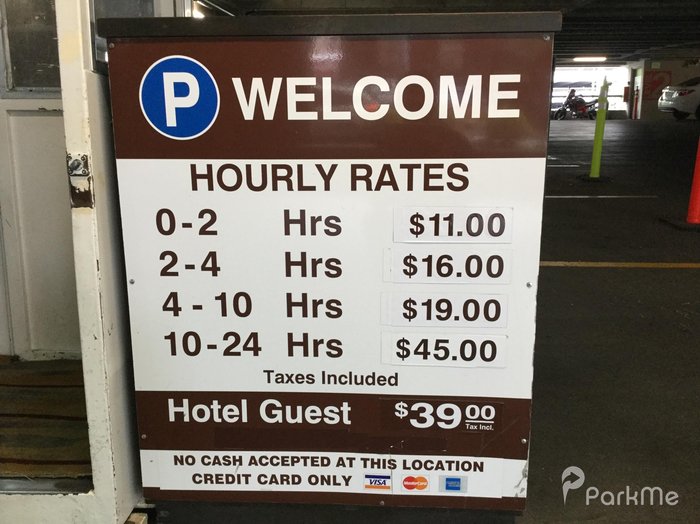 P WELCOME
HOURLY RATES
0-2 Hrs $11.00
2-4 Hrs $16.00
4-10 Hrs $19.00
10-24 Hrs $45.00
Taxes Included
Hotel Guest $39 00 Tax Incl.
NO CASH ACCEPTED AT THIS LOCATION
CREDIT CARD ONLY VISA MasterCard
ParkMe